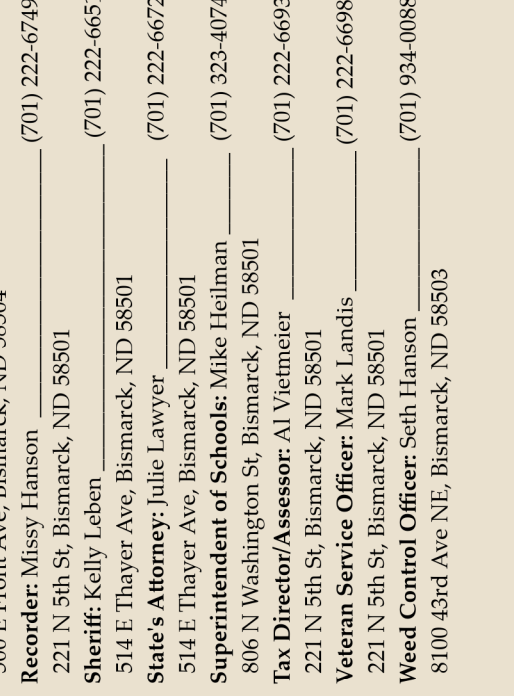 Front Ave, Bismarck, ND
Recorder: Missy Hanson (701) 222-6749
221 N 5th St, Bismarck, ND 58501
Sheriff: Kelly Leben (701) 222-665
514 E Thayer Ave, Bismarck, ND 58501
State's Attorney: Julie Lawyer (701) 222-6672
514 E Thayer Ave, Bismarck, ND 58501
Superintendent of Schools: Mike Heilman (701) 323-4074
806 N Washington St, Bismarck, ND 58501
Tax Director/Assessor: Al Vietmeier (701) 222-6693
221 N 5th St, Bismarck, ND 58501
Veteran Service Officer: Mark Landis (701) 222-6698
221 N 5th St, Bismarck, ND 58501
Weed Control Officer: Seth Hanson (701) 934-0088
8100 43rd Ave NE, Bismarck, ND 58503